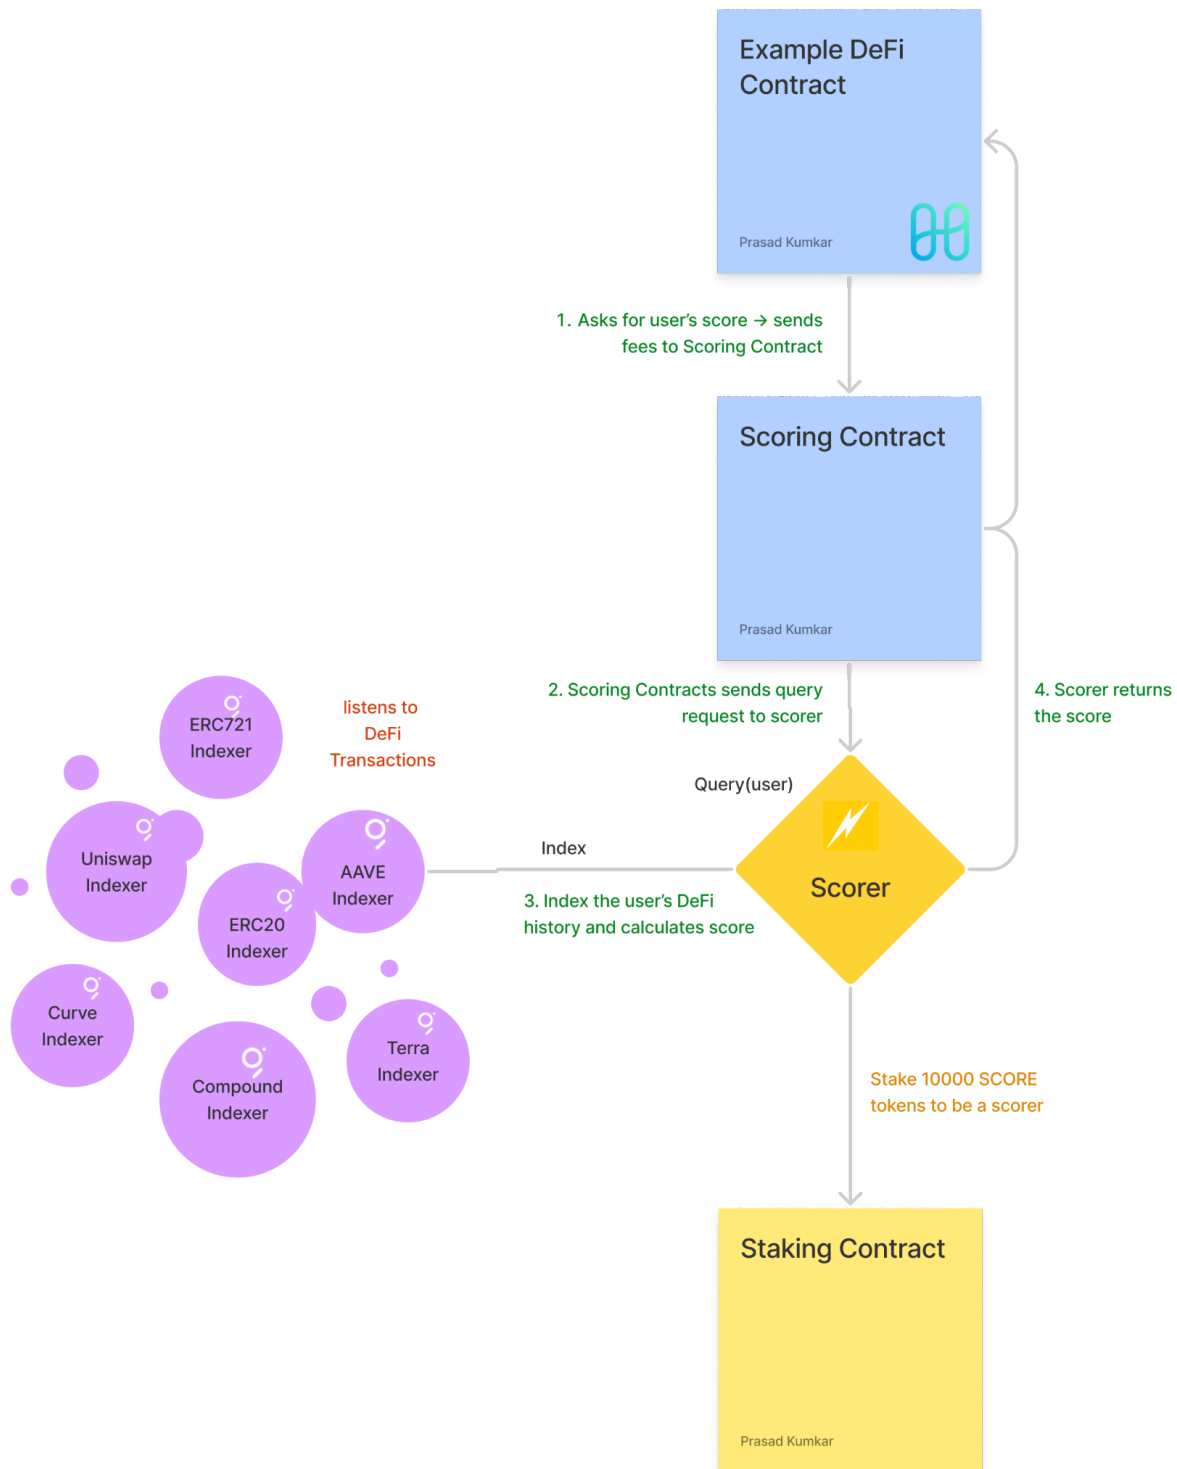 Example DeFi
Contract
Prasad Kumkar
1. Asks for user’s score → sends
fees to Scoring Contract
Scoring Contract
Prasad Kumkar
2. Scoring Contracts sends query
request to scorer
4. Scorer returns
the score
ERC721
Indexer
listens to
DeFi
Transactions
Query(user)
Uniswap
Indexer
AAVE
Indexer
Index
Scorer
3. Index the user’s DeFi
history and calculates score
ERC20
Indexer
Curve
Indexer
Terra
Indexer
Compound
Indexer
Stake 10000 SCORE
tokens to be a scorer
Staking Contract
Prasad Kumkar